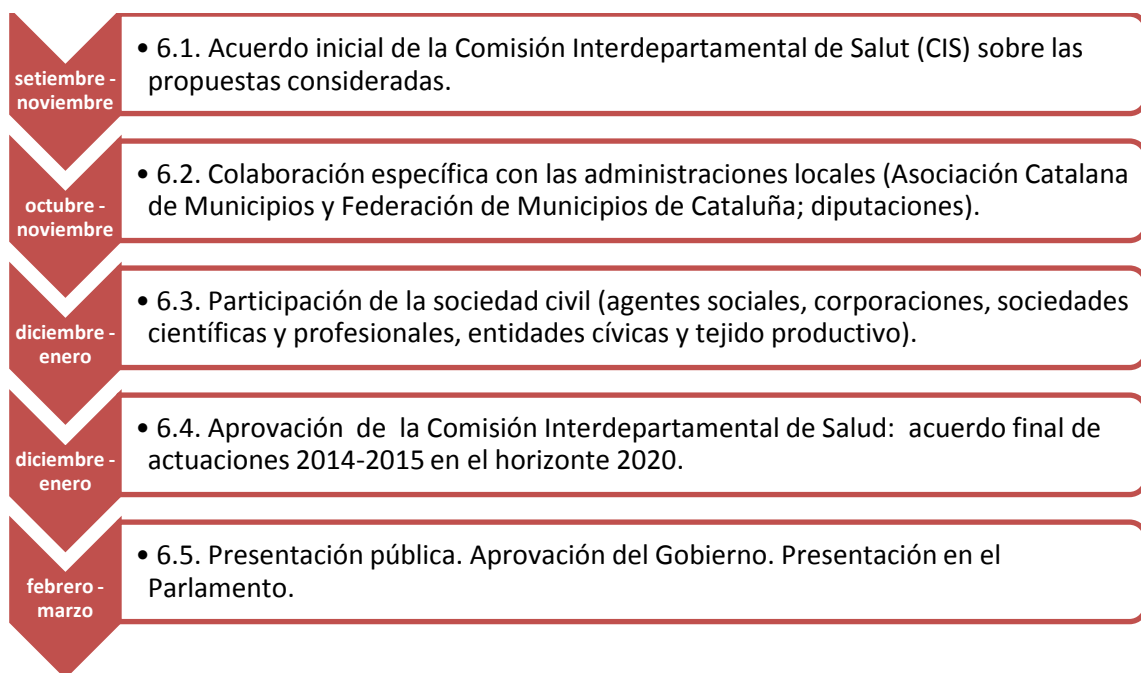 setiembre -
noviembre
• 6.1. Acuerdo inicial de la Comisión Interdepartamental de Salut (CIS) sobre las
propuestas consideradas.
octubre -
noviembre
• 6.2. Colaboración específica con las administraciones locales (Asociación Catalana
de Municipios y Federación de Municipios de Cataluña; diputaciones).
diciembre -
enero
• 6.3. Participación de la sociedad civil (agentes sociales, corporaciones, sociedades
científicas y profesionales, entidades cívicas y tejido productivo).
diciembre -
enero
• 6.4. Aprovación de la Comisión Interdepartamental de Salud: acuerdo final de
actuaciones 2014-2015 en el horizonte 2020.
febrero -
marzo
• 6.5. Presentación pública. Aprovación del Gobierno. Presentación en el
Parlamento.